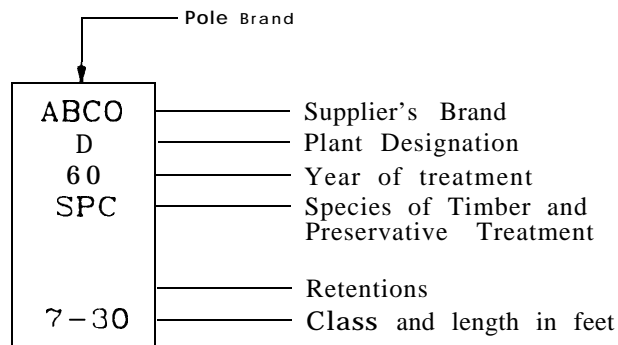 Pole Brand
ABCO Supplier's Brand
D Plant Designation
60 Year of treatment
SPC Species of Timber and
Preservative Treatment
Retentions
7-30 Class and length in feet